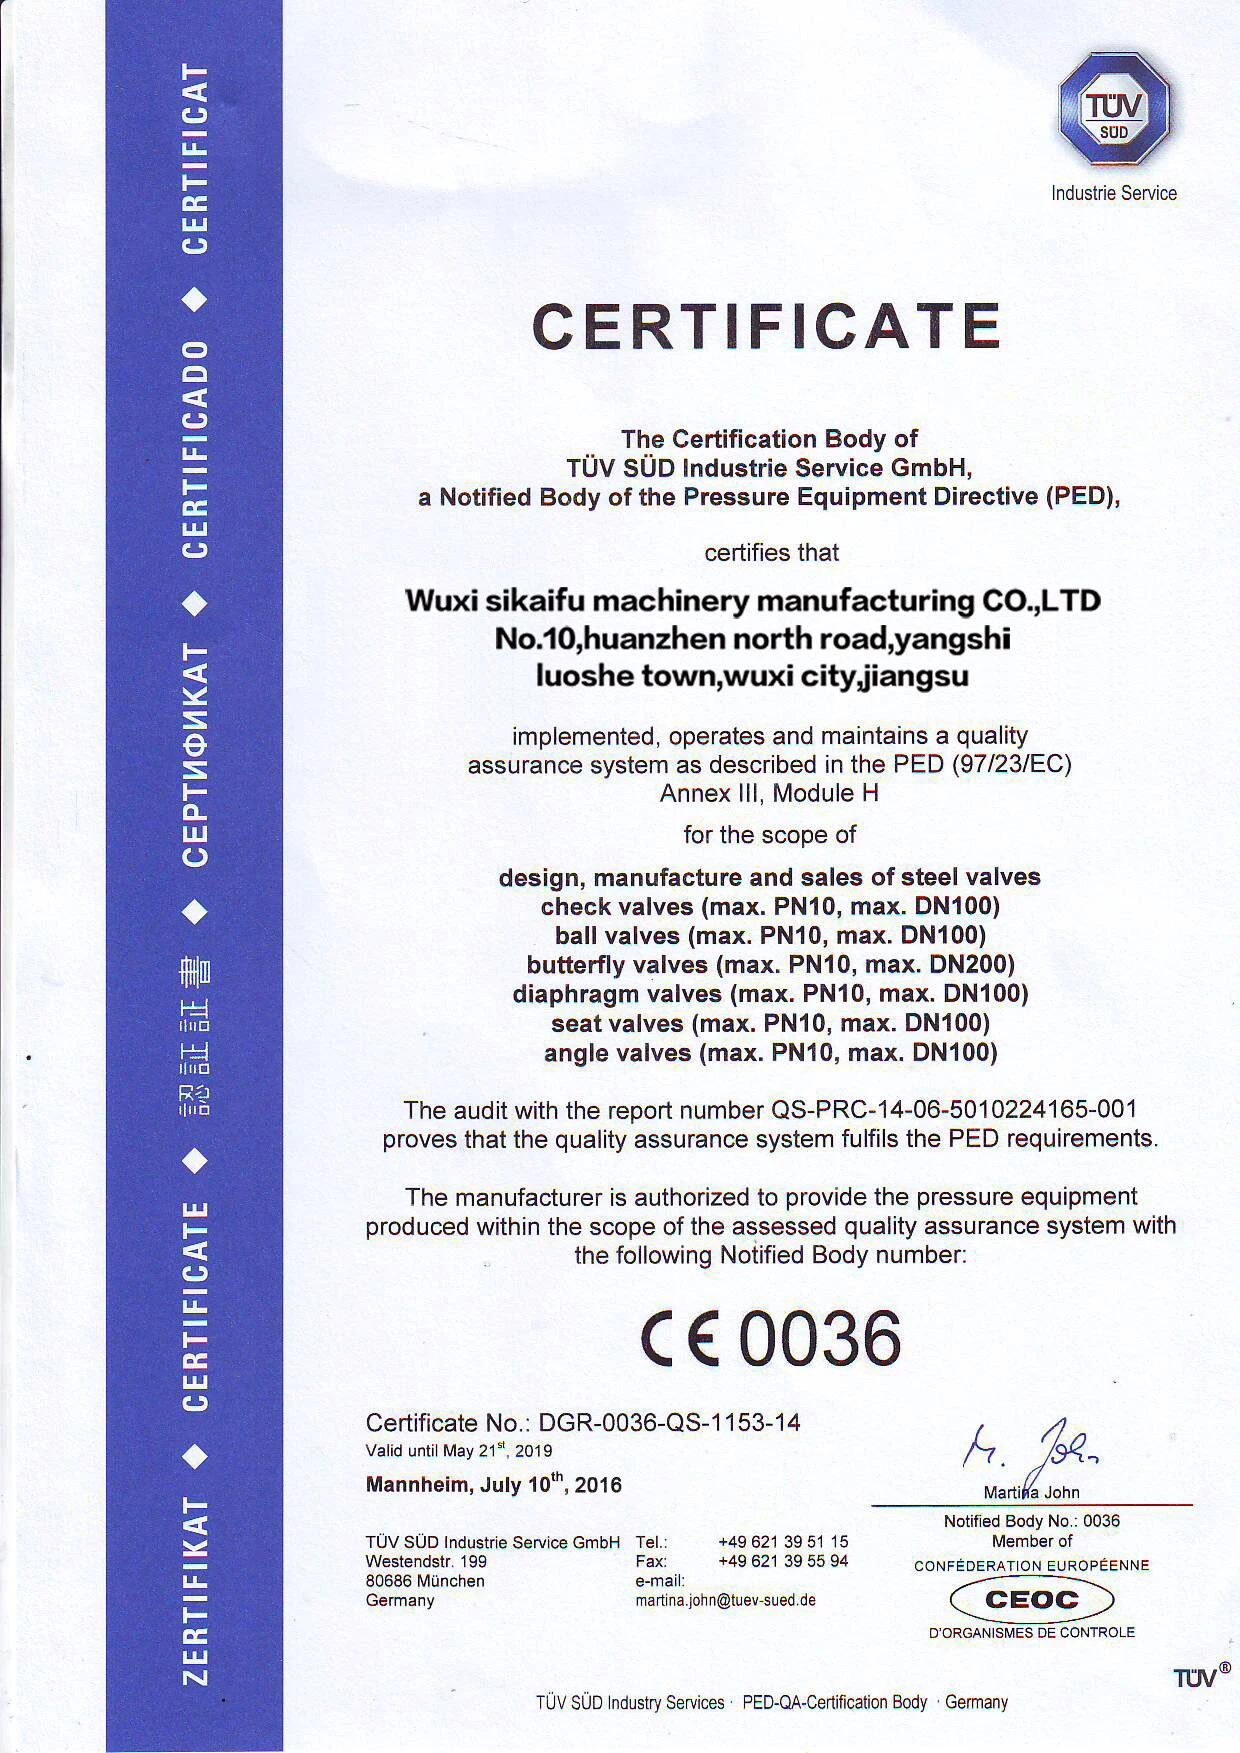 TÜV
SÜD
Industrie Service
CERTIFICATE
The Certification Body of
TÜV SÜD Industrie Service GmbH,
a Notified Body of the Pressure Equipment Directive (PED),
certifies that
Wuxi sikaifu machinery manufacturing CO.,LTD
No.10,huanzhen north road,yangshi
luoshe town,wuxi city,jiangsu
implemented, operates and maintains a quality
assurance system as described in the PED (97/23/EC)
Annex III, Module H
for the scope of
design, manufacture and sales of steel valves
check valves (max. PN10, max. DN100)
ball valves (max. PN10, max. DN100)
butterfly valves (max. PN10, max. DN200)
diaphragm valves (max. PN10, max. DN100)
seat valves (max. PN10, max. DN100)
angle valves (max. PN10, max. DN100)
The audit with the report number QS-PRC-14-06-5010224165-001
proves that the quality assurance system fulfils the PED requirements.
The manufacturer is authorized to provide the pressure equipment
produced within the scope of the assessed quality assurance system with
the following Notified Body number:
CE 0036
Certificate No.: DGR-0036-QS-1153-14
Valid until May 21st, 2019
Mannheim, July 10th, 2016
M. John
Martina John
TÜV SÜD Industrie Service GmbH
Westendstr. 199
80686 München
Germany
Tel.: +49 621 39 51 15
Fax: +49 621 39 55 94
e-mail:
martina.john@tuev-sued.de
Notified Body No.: 0036
Member of
CONFÉDERATION EUROPÉENNE
CEOC
D'ORGANISMES DE CONTROLE
TÜV®
TÜV SÜD Industry Services · PED-QA-Certification Body · Germany
ZERTIFIKAT ◆ CERTIFICATE ◆ 認証証書 ◆ СЕРТИФИКАТ ◆ CERTIFICADO ◆ CERTIFICAT